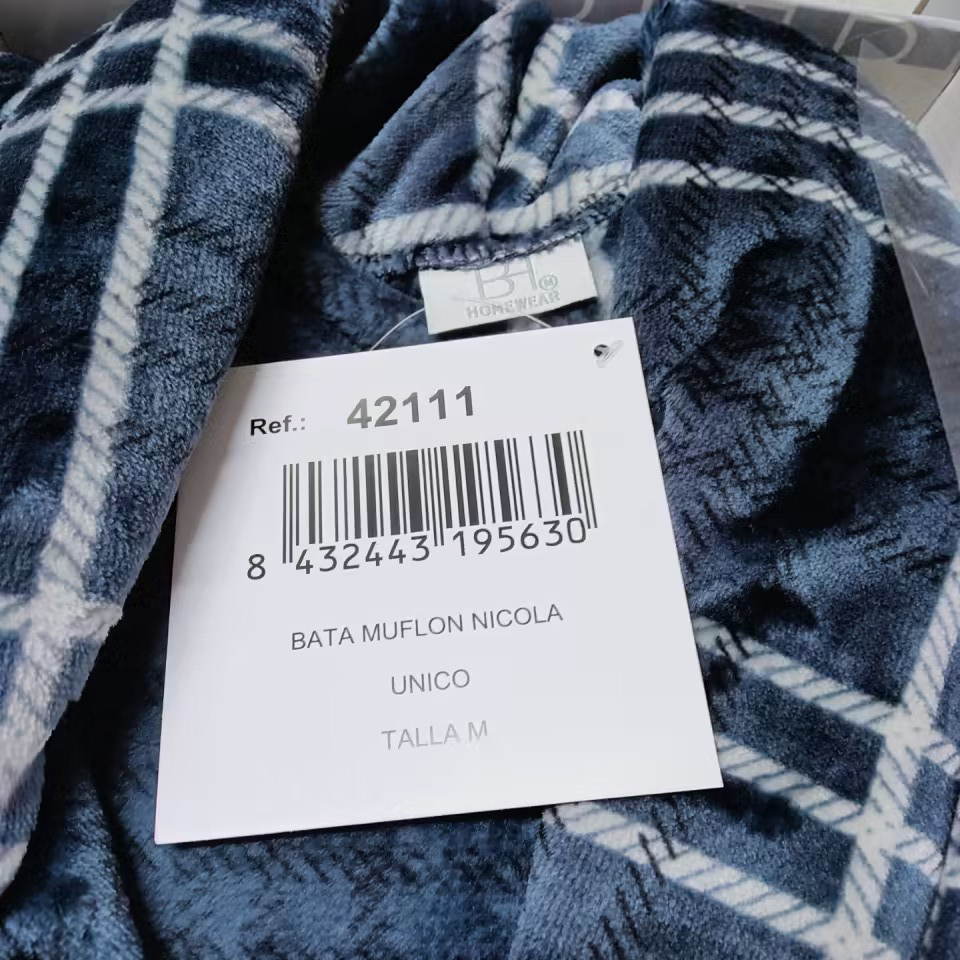 BH
HOMEWEAR
M
Ref.: 42111
8 432443 195630
BATA MUFLON NICOLA
UNICO
TALLA M